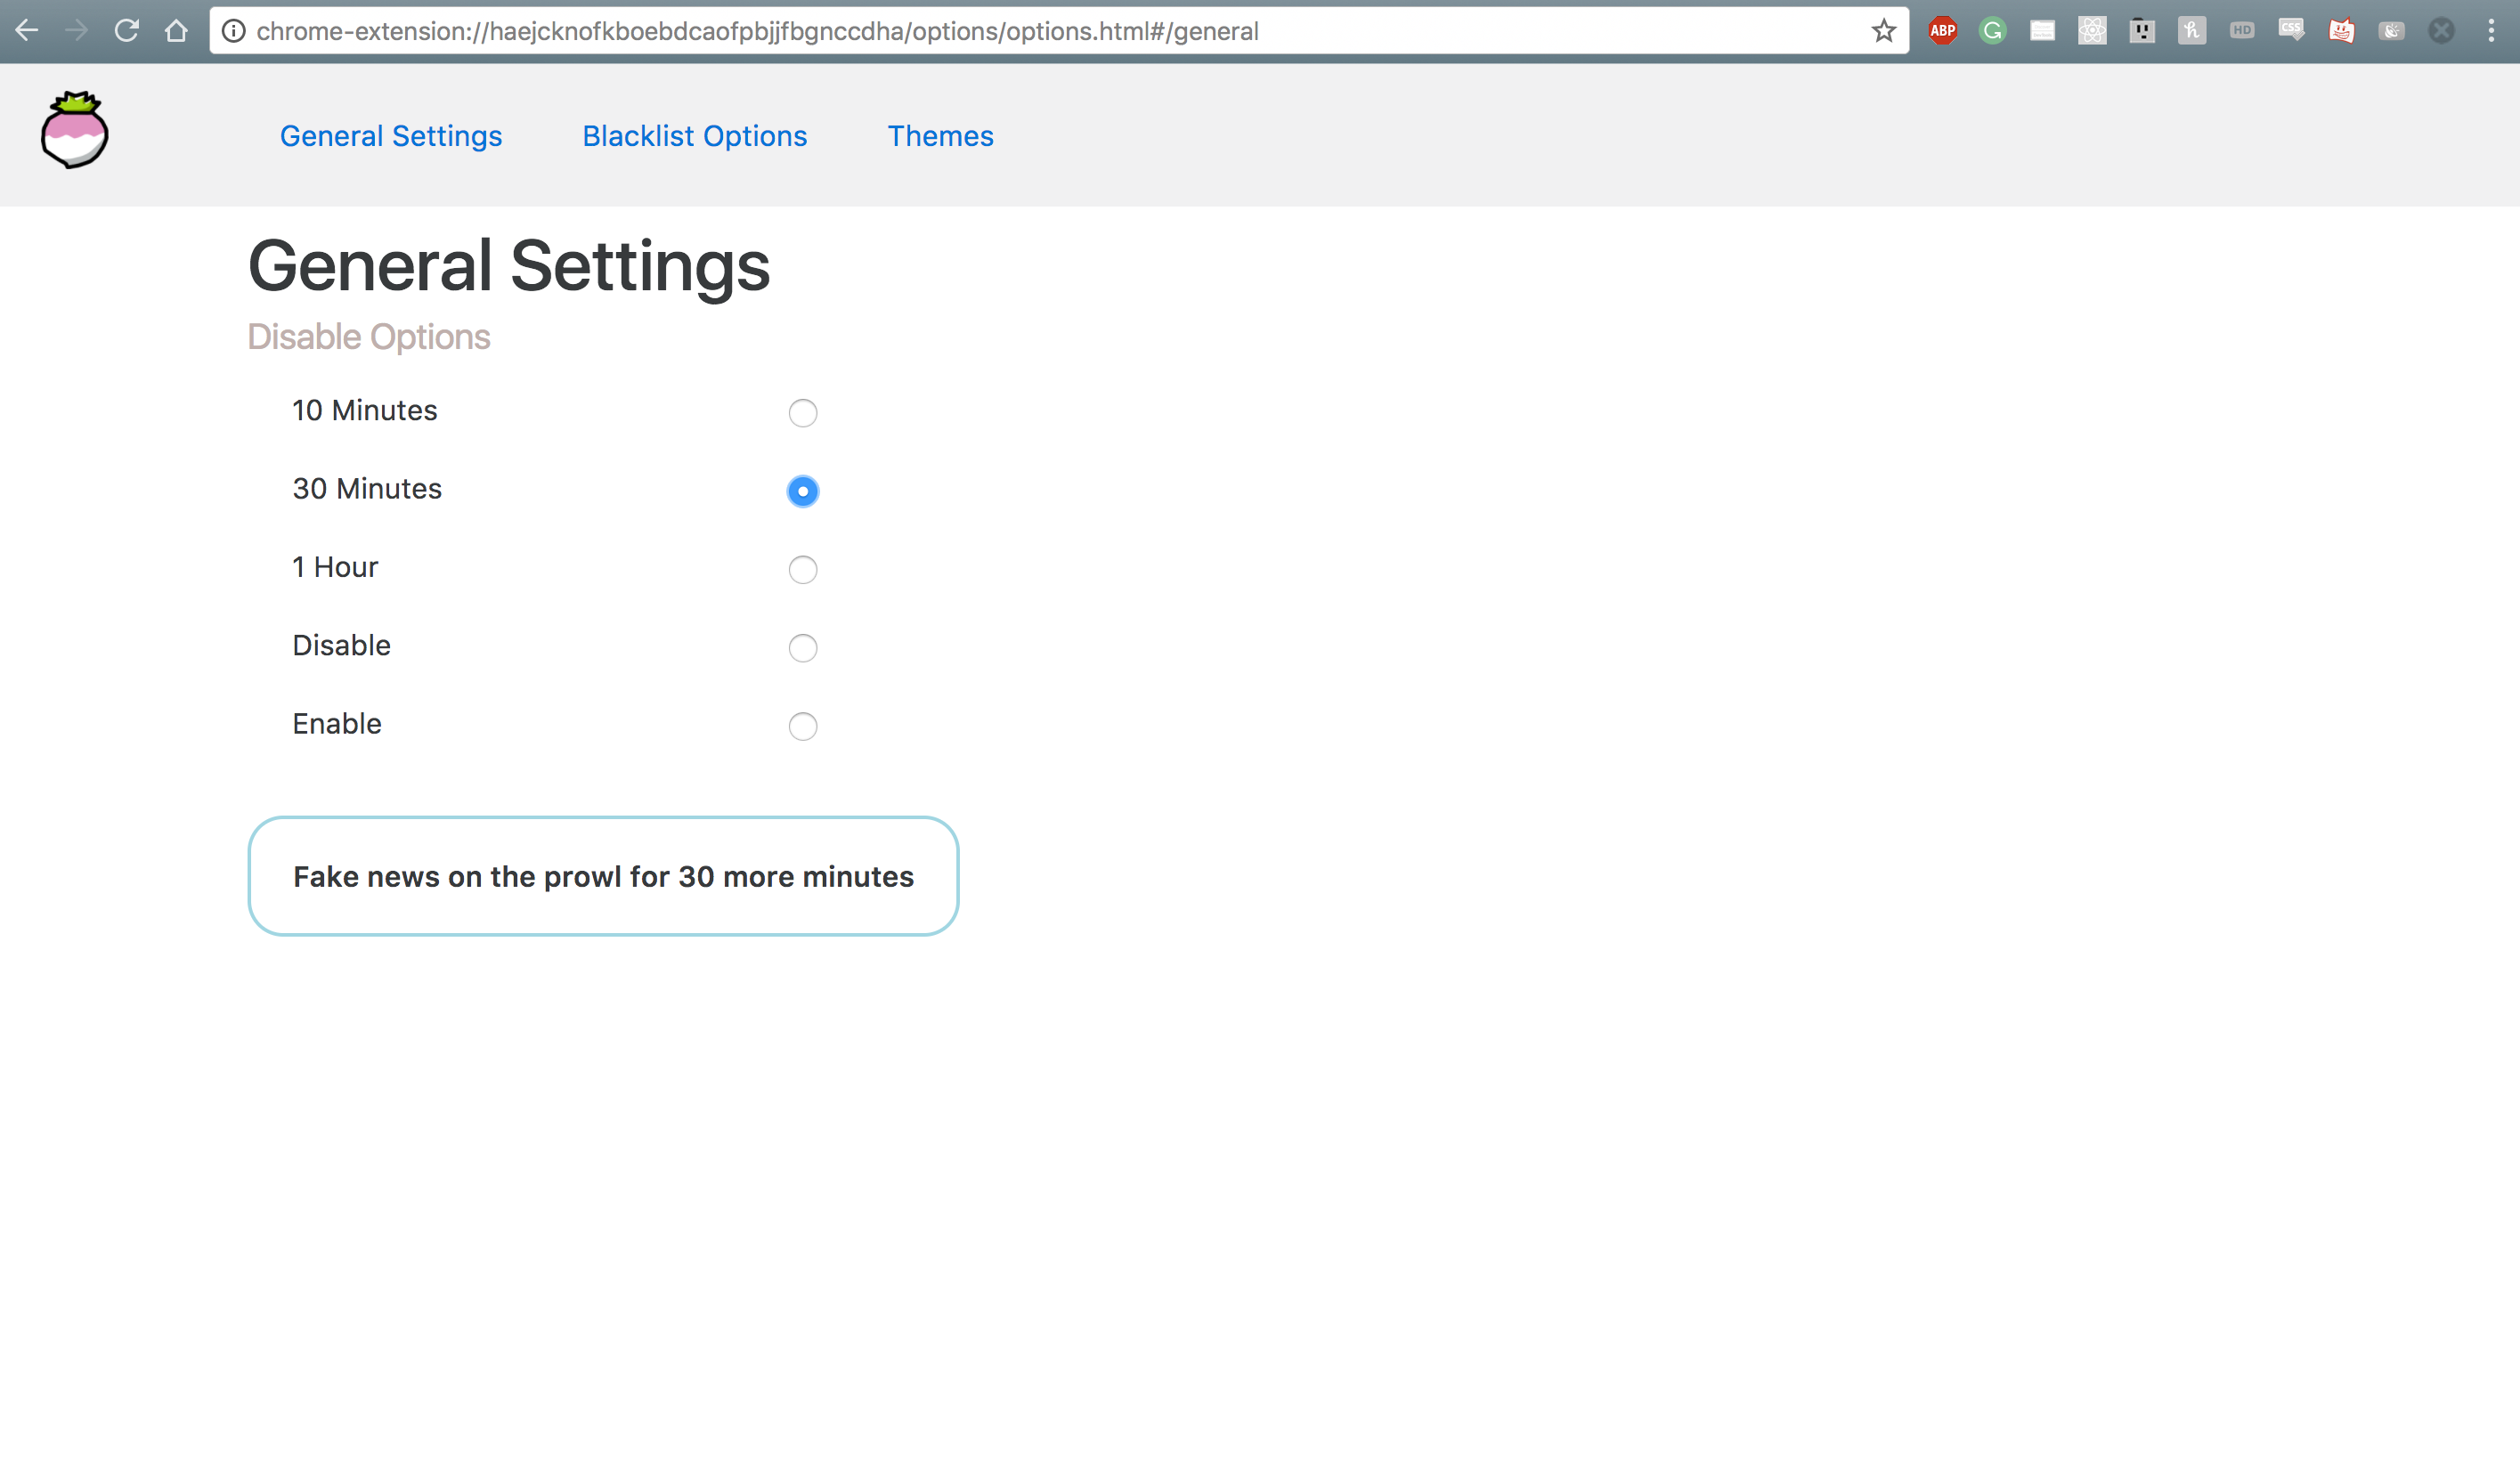 chrome-extension://haejcknofkboebdcaofpbjjfbgnccdha/options/options.html#/general
ABP
G
h
HD
CSS
General Settings
Blacklist Options
Themes
General Settings
Disable Options
10 Minutes
30 Minutes
1 Hour
Disable
Enable
Fake news on the prowl for 30 more minutes